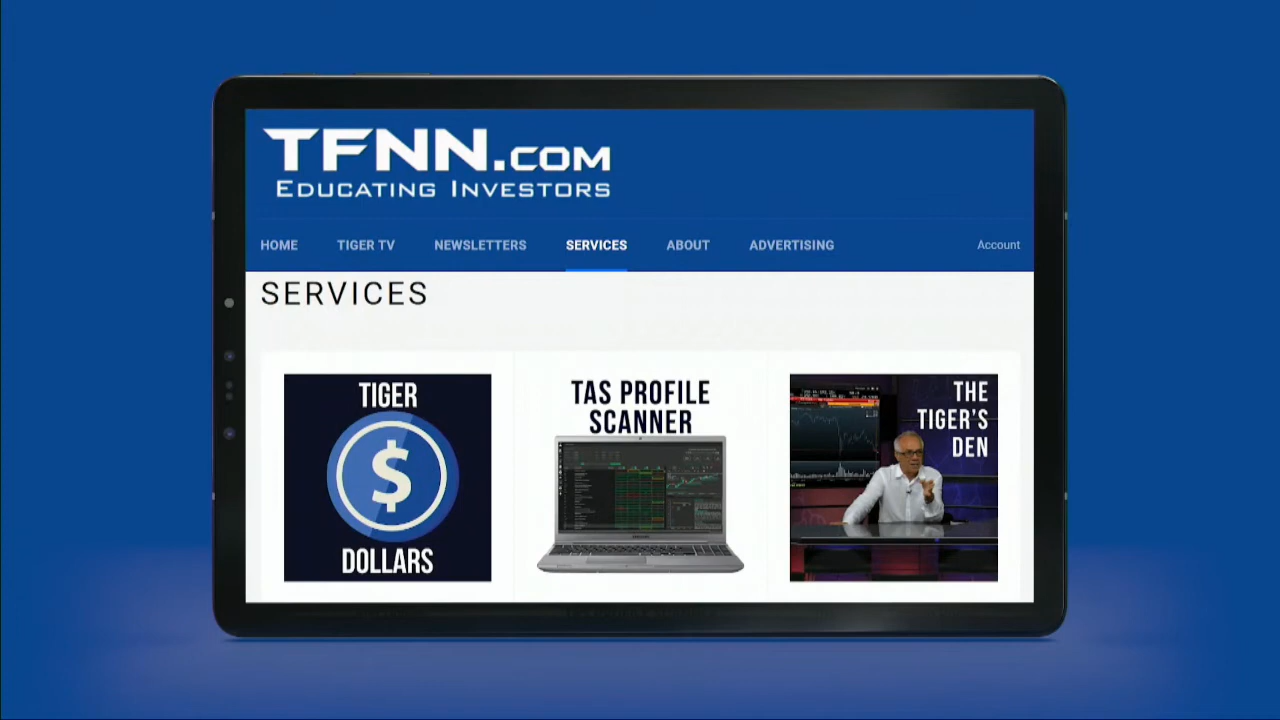 TFNN.COM
EDUCATING INVESTORS
HOME TIGER TV NEWSLETTERS SERVICES ABOUT ADVERTISING Account
SERVICES
TIGER
$
DOLLARS
TAS PROFILE
SCANNER
THE
TIGER'S
DEN